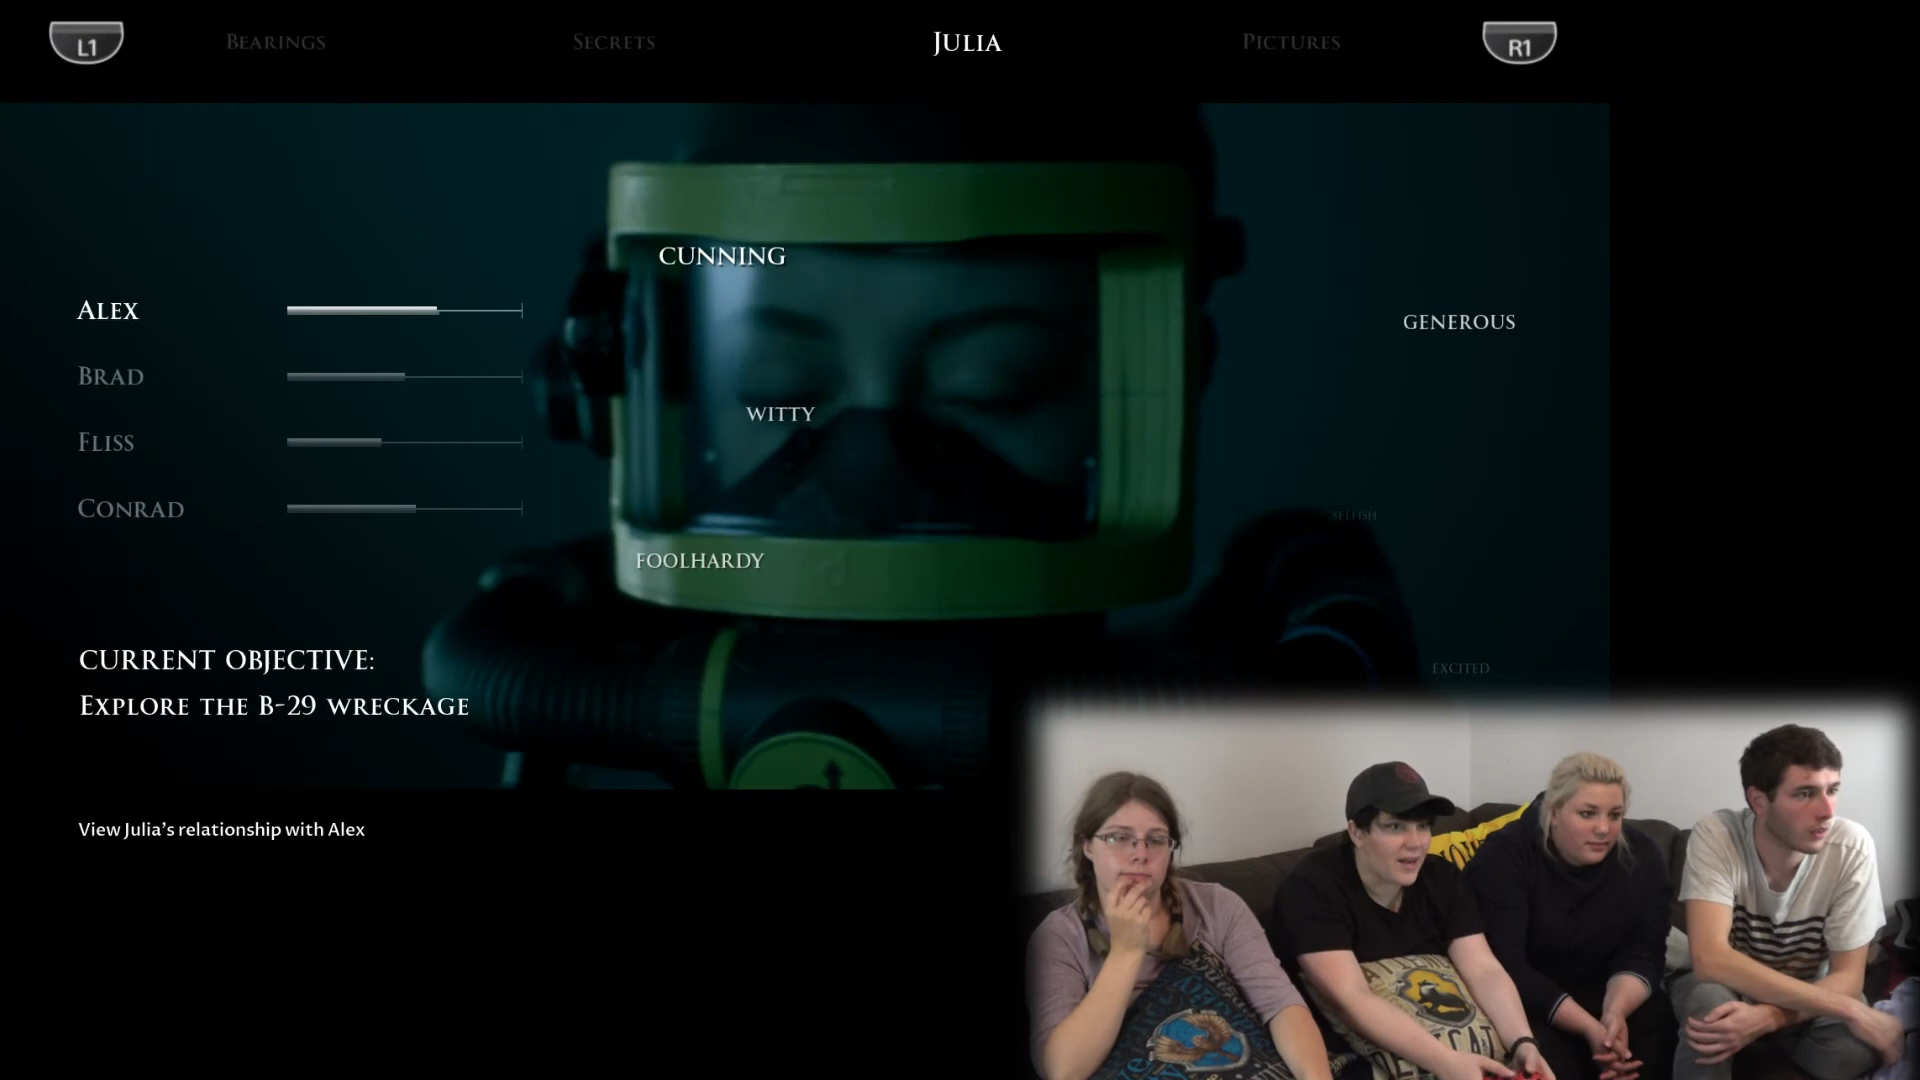 L1
BEARINGS
SECRETS
JULIA
PICTURES
R1
CUNNING
ALEX
GENEROUS
BRAD
WITTY
FLISS
CONRAD
SELFISH
FOOLHARDY
CURRENT OBJECTIVE:
EXCITED
EXPLORE THE B-29 WRECKAGE
View Julia's relationship with Alex